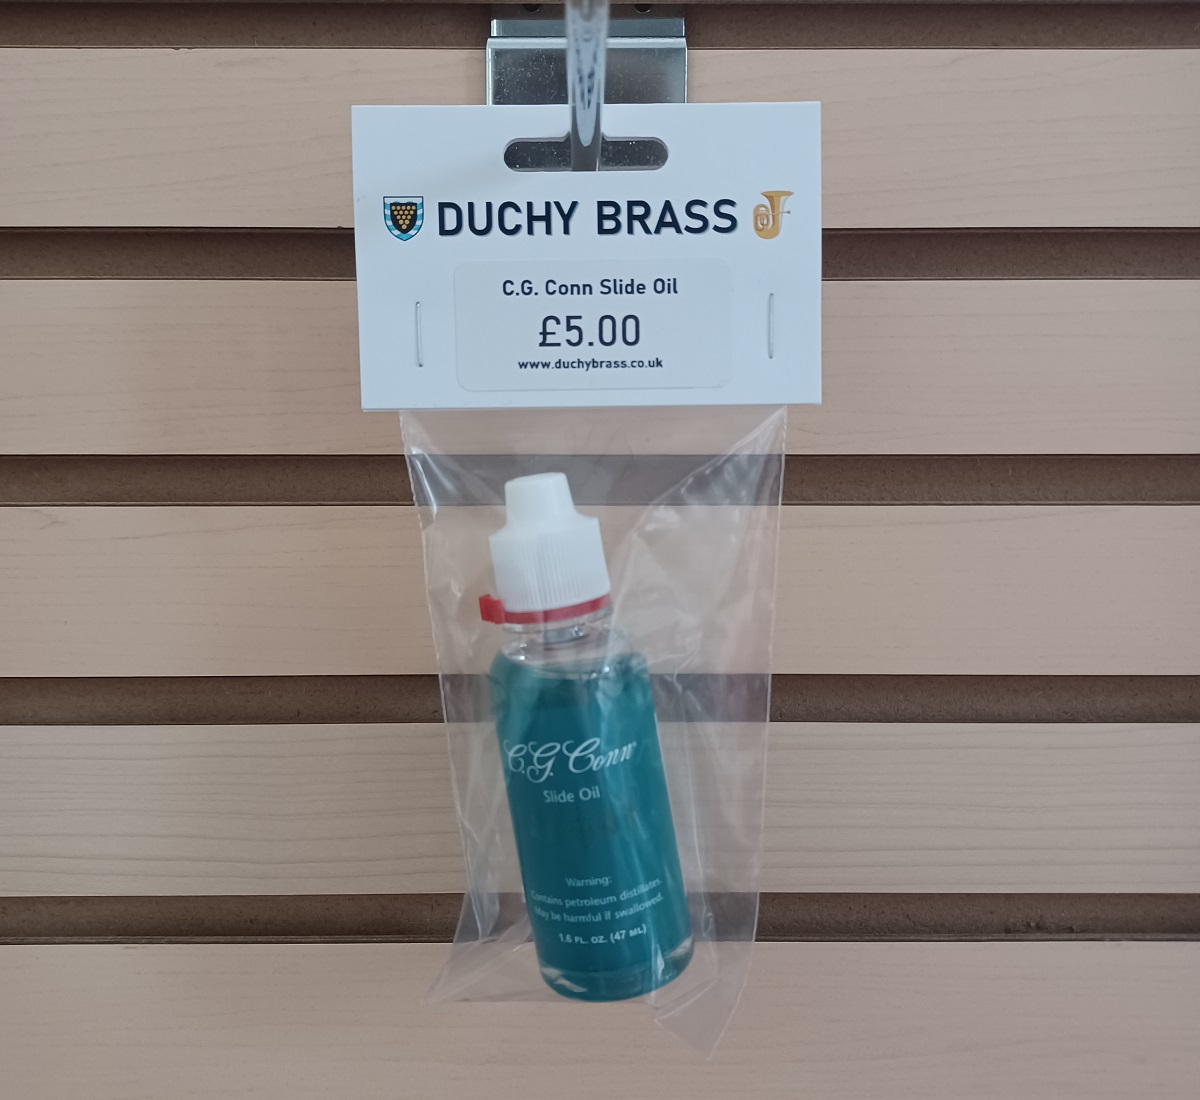 DUCHY BRASS
C.G. Conn Slide Oil
£5.00
www.duchybrass.co.uk
C.G. Conn
Slide Oil
Warning:
Contains petroleum distillates.
May be harmful if swallowed.
1.6 FL. OZ. (47 ML)